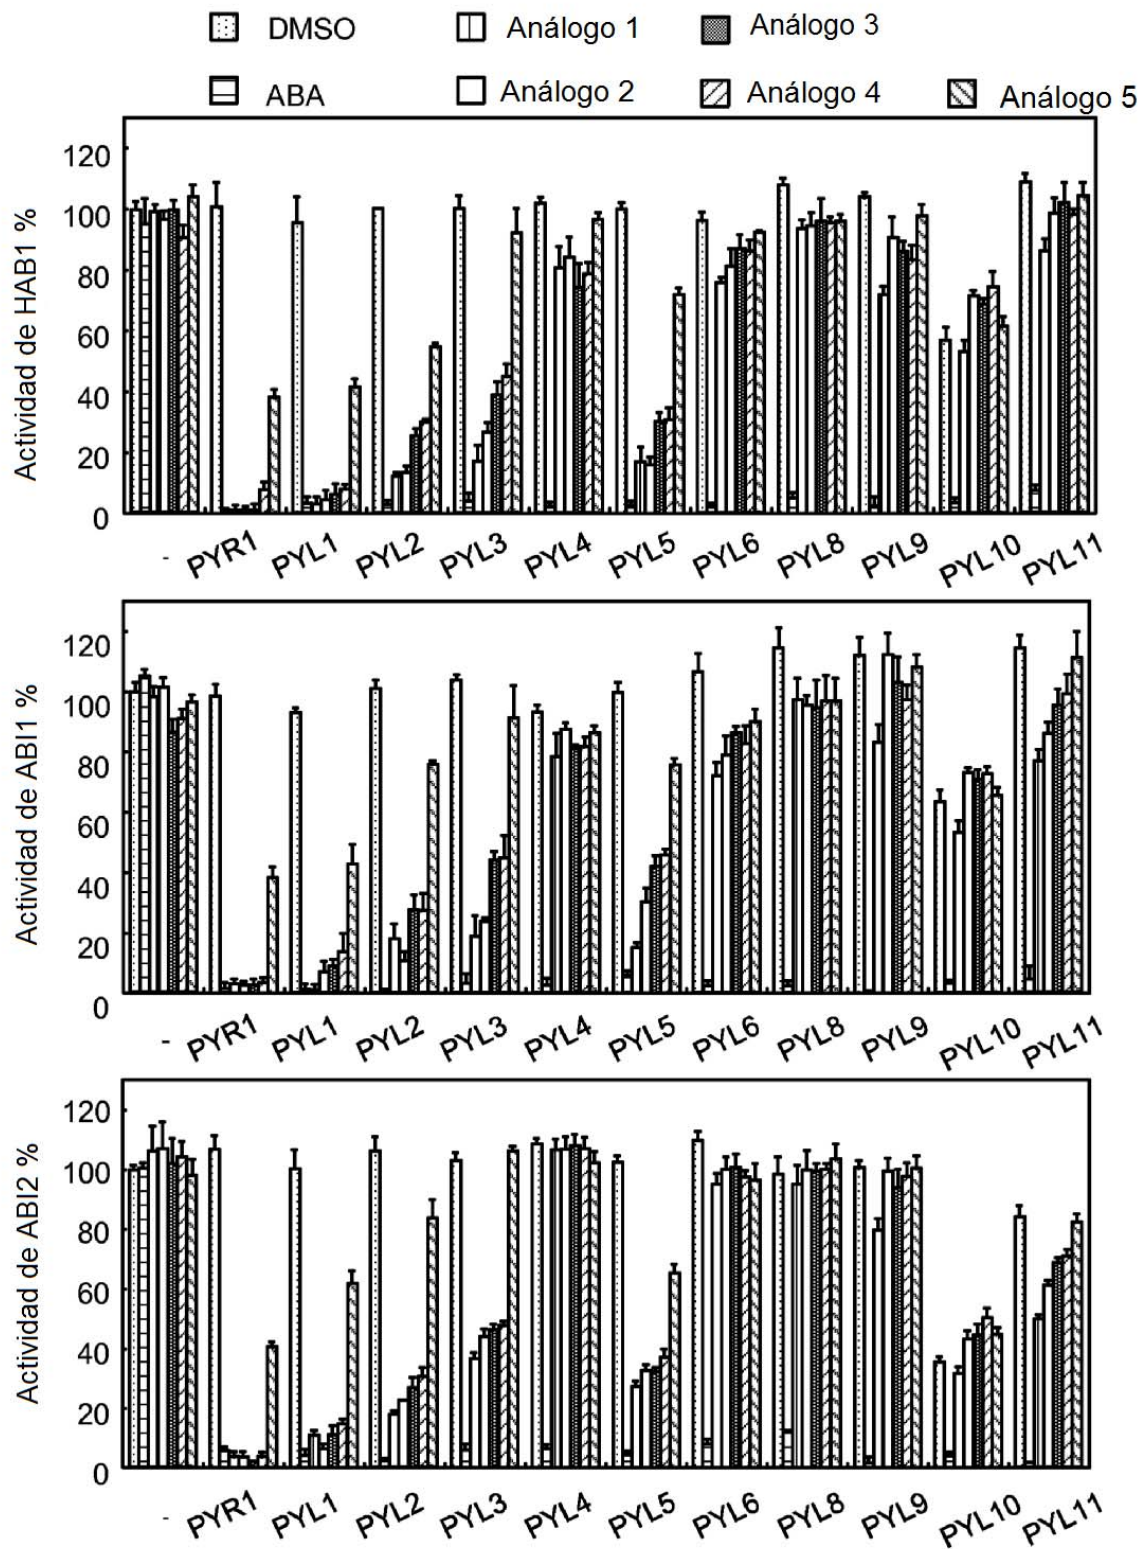 DMSO Análogo 1 Análogo 3
ABA Análogo 2 Análogo 4 Análogo 5
Actividad de HAB1 %
120
100
80
60
40
20
0
- PYR1 PYL1 PYL2 PYL3 PYL4 PYL5 PYL6 PYL8 PYL9 PYL10 PYL11
Actividad de ABI1 %
120
100
80
60
40
20
0
- PYR1 PYL1 PYL2 PYL3 PYL4 PYL5 PYL6 PYL8 PYL9 PYL10 PYL11
Actividad de ABI2 %
120
100
80
60
40
20
0
- PYR1 PYL1 PYL2 PYL3 PYL4 PYL5 PYL6 PYL8 PYL9 PYL10 PYL11